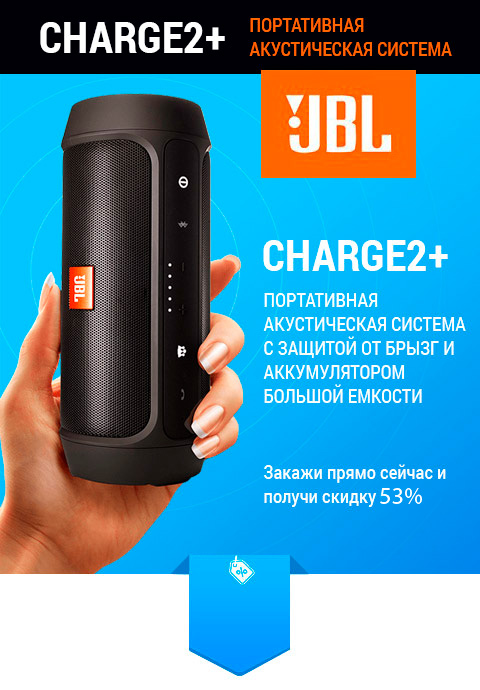 CHARGE2+
ПОРТАТИВНАЯ
АКУСТИЧЕСКАЯ СИСТЕМА
JBL
JBL
CHARGE2+
ПОРТАТИВНАЯ
АКУСТИЧЕСКАЯ СИСТЕМА
С ЗАЩИТОЙ ОТ БРЫЗГ И
АККУМУЛЯТОРОМ
БОЛЬШОЙ ЕМКОСТИ
Закажи прямо сейчас и
получи скидку 53%
%